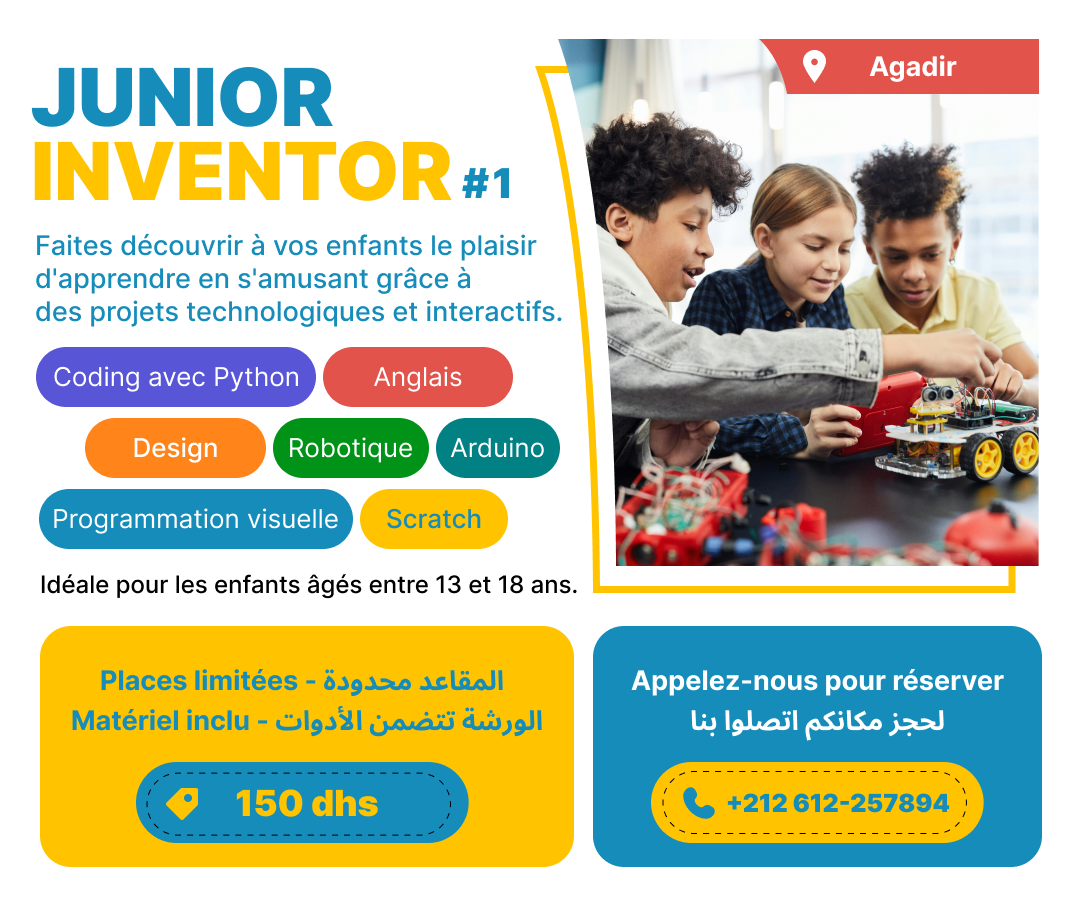 JUNIOR
INVENTOR #1
Agadir
Faites découvrir à vos enfants le plaisir
d'apprendre en s'amusant grâce à
des projets technologiques et interactifs.
Coding avec Python
Anglais
Design
Robotique
Arduino
Programmation visuelle
Scratch
Idéale pour les enfants âgés entre 13 et 18 ans.
Places limitées - المقاعد محدودة
Matériel inclu - الورشة تتضمن الأدوات
150 dhs
Appelez-nous pour réserver
لحجز مكانكم اتصلوا بنا
+212 612-257894